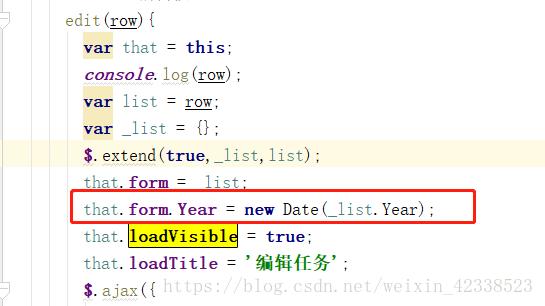 edit(row){
var that = this;
console.log(row);
var list = row;
var _list = {};
$.extend(true,_list,list);
that.form = _list;
that.form.Year = new Date(_list.Year);
that.loadVisible = true;
that.loadTitle = '编辑任务';
$.ajax({
https://blog.csdn.net/weixin_42338523